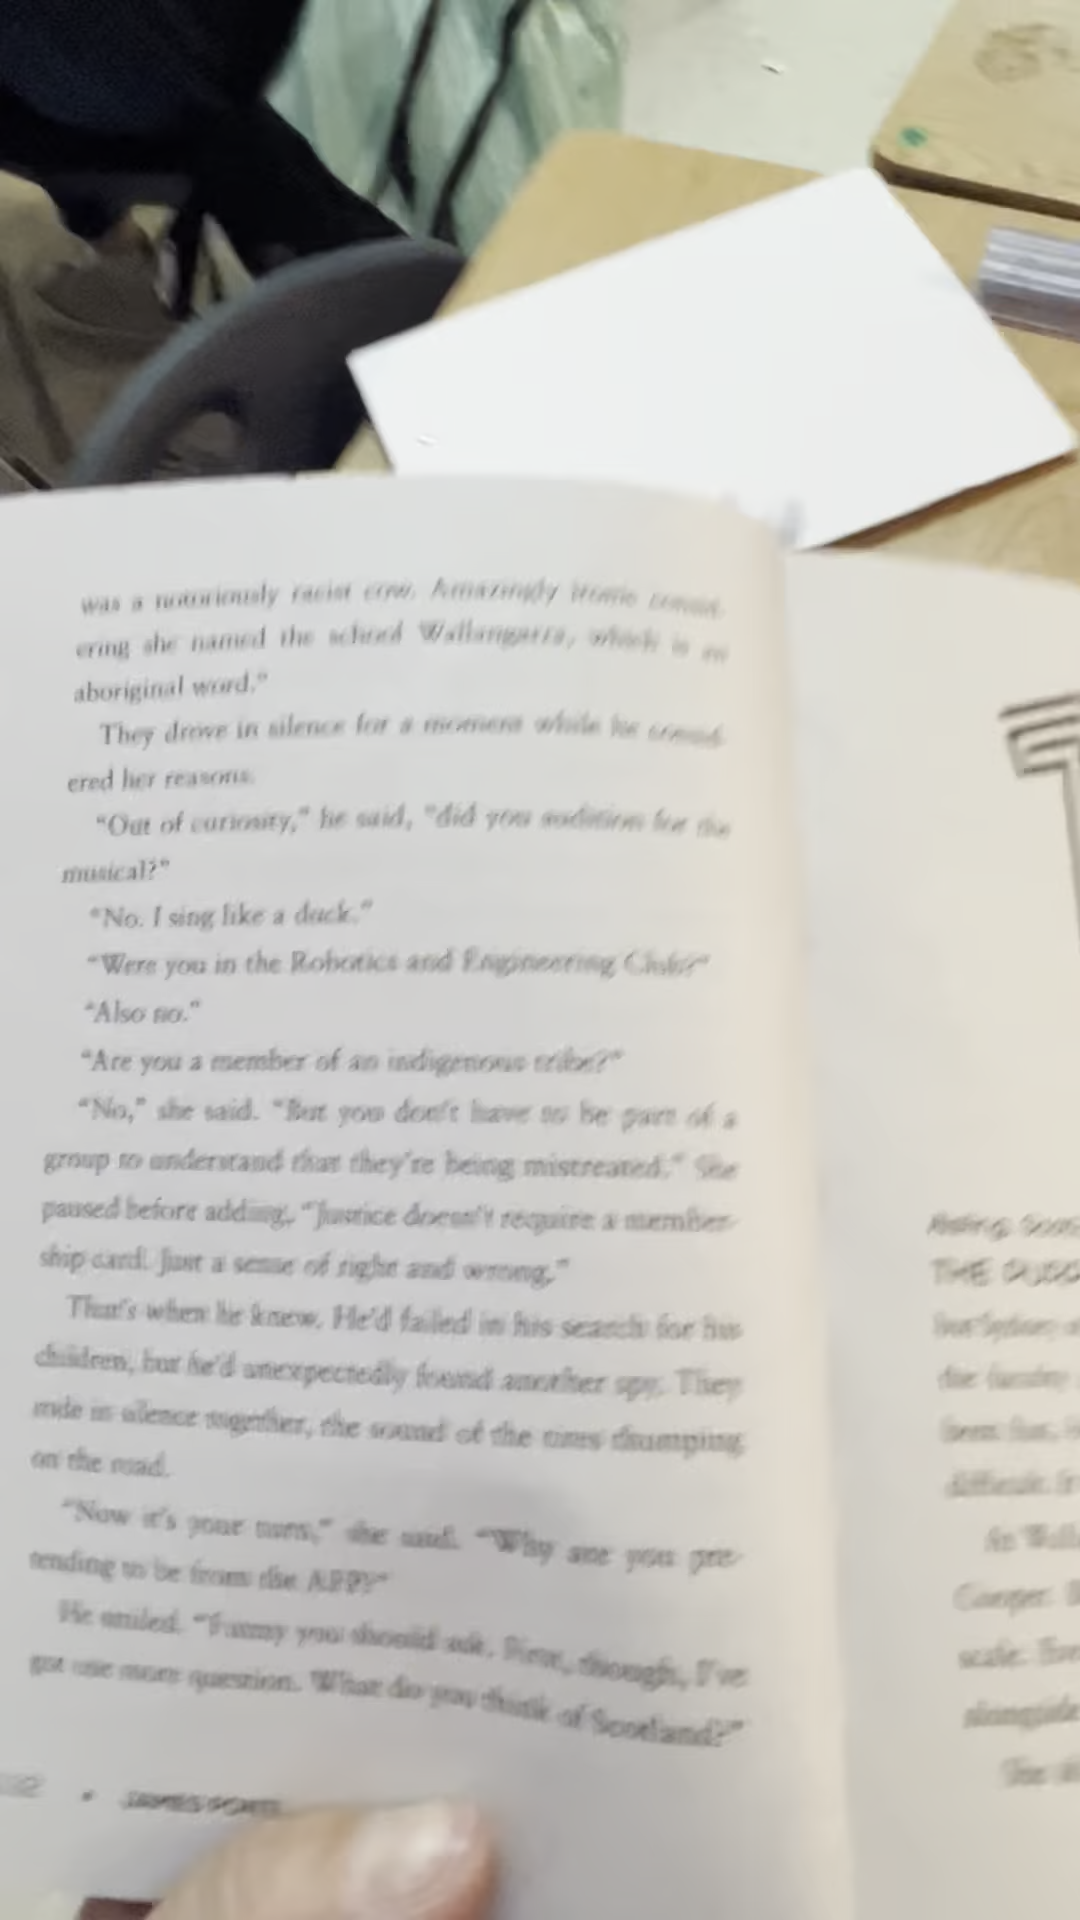 was a notoriously racist cow. Amazingly ironic consid-
ering she named the school Wallangarra, which is an
aboriginal word.”
They drove in silence for a moment while he consid-
ered her reasons.
“Out of curiosity,” he said, “did you audition for the
musical?”
“No. I sing like a duck.”
“Were you in the Robotics and Engineering Club?”
“Also no.”
“Are you a member of an indigenous tribe?”
“No,” she said. “But you don’t have to be part of a
group to understand that they’re being mistreated.” She
paused before adding, “Justice doesn’t require a member-
ship card. Just a sense of right and wrong.”
That’s when he knew. He’d failed in his search for his
children, but he’d unexpectedly found another spy. They
rode in silence together, the sound of the tires thumping
on the road.
“Now it’s your turn,” she said. “Why are you pre-
tending to be from the AFP?”
He smiled. “Funny you should ask. First, though, I’ve
got one more question. What do you think of Scotland?”
JAMES PONTI
THE
difficult.
Cooper.
scale.
alongside